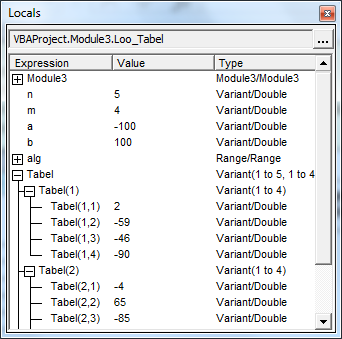 Locals
VBAProject.Module3.Loo_Tabel ...
Expression Value Type
Module3 Module3/Module3
n 5 Variant/Double
m 4 Variant/Double
a -100 Variant/Double
b 100 Variant/Double
alg Range/Range
Tabel Variant(1 to 5, 1 to 4
Tabel(1) Variant(1 to 4)
Tabel(1,1) 2 Variant/Double
Tabel(1,2) -59 Variant/Double
Tabel(1,3) -46 Variant/Double
Tabel(1,4) -90 Variant/Double
Tabel(2) Variant(1 to 4)
Tabel(2,1) -4 Variant/Double
Tabel(2,2) 65 Variant/Double
Tabel(2,3) -85 Variant/Double